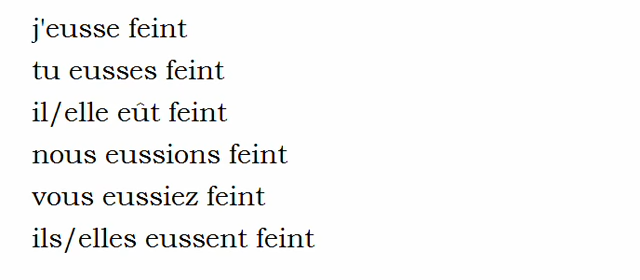 j'eusse feint
tu eusses feint
il/elle eût feint
nous eussions feint
vous eussiez feint
ils/elles eussent feint